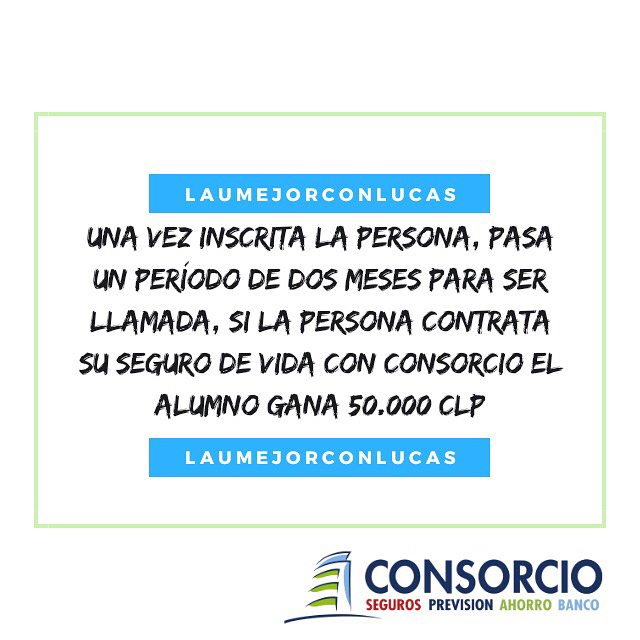 LAUMEJORCONLUCAS
UNA VEZ INSCRITA LA PERSONA, PASA
UN PERÍODO DE DOS MESES PARA SER
LLAMADA, SI LA PERSONA CONTRATA
SU SEGURO DE VIDA CON CONSORCIO EL
ALUMNO GANA 50.000 CLP
LAUMEJORCONLUCAS
CONSORCIO
SEGUROS PREVISION AHORRO BANCO